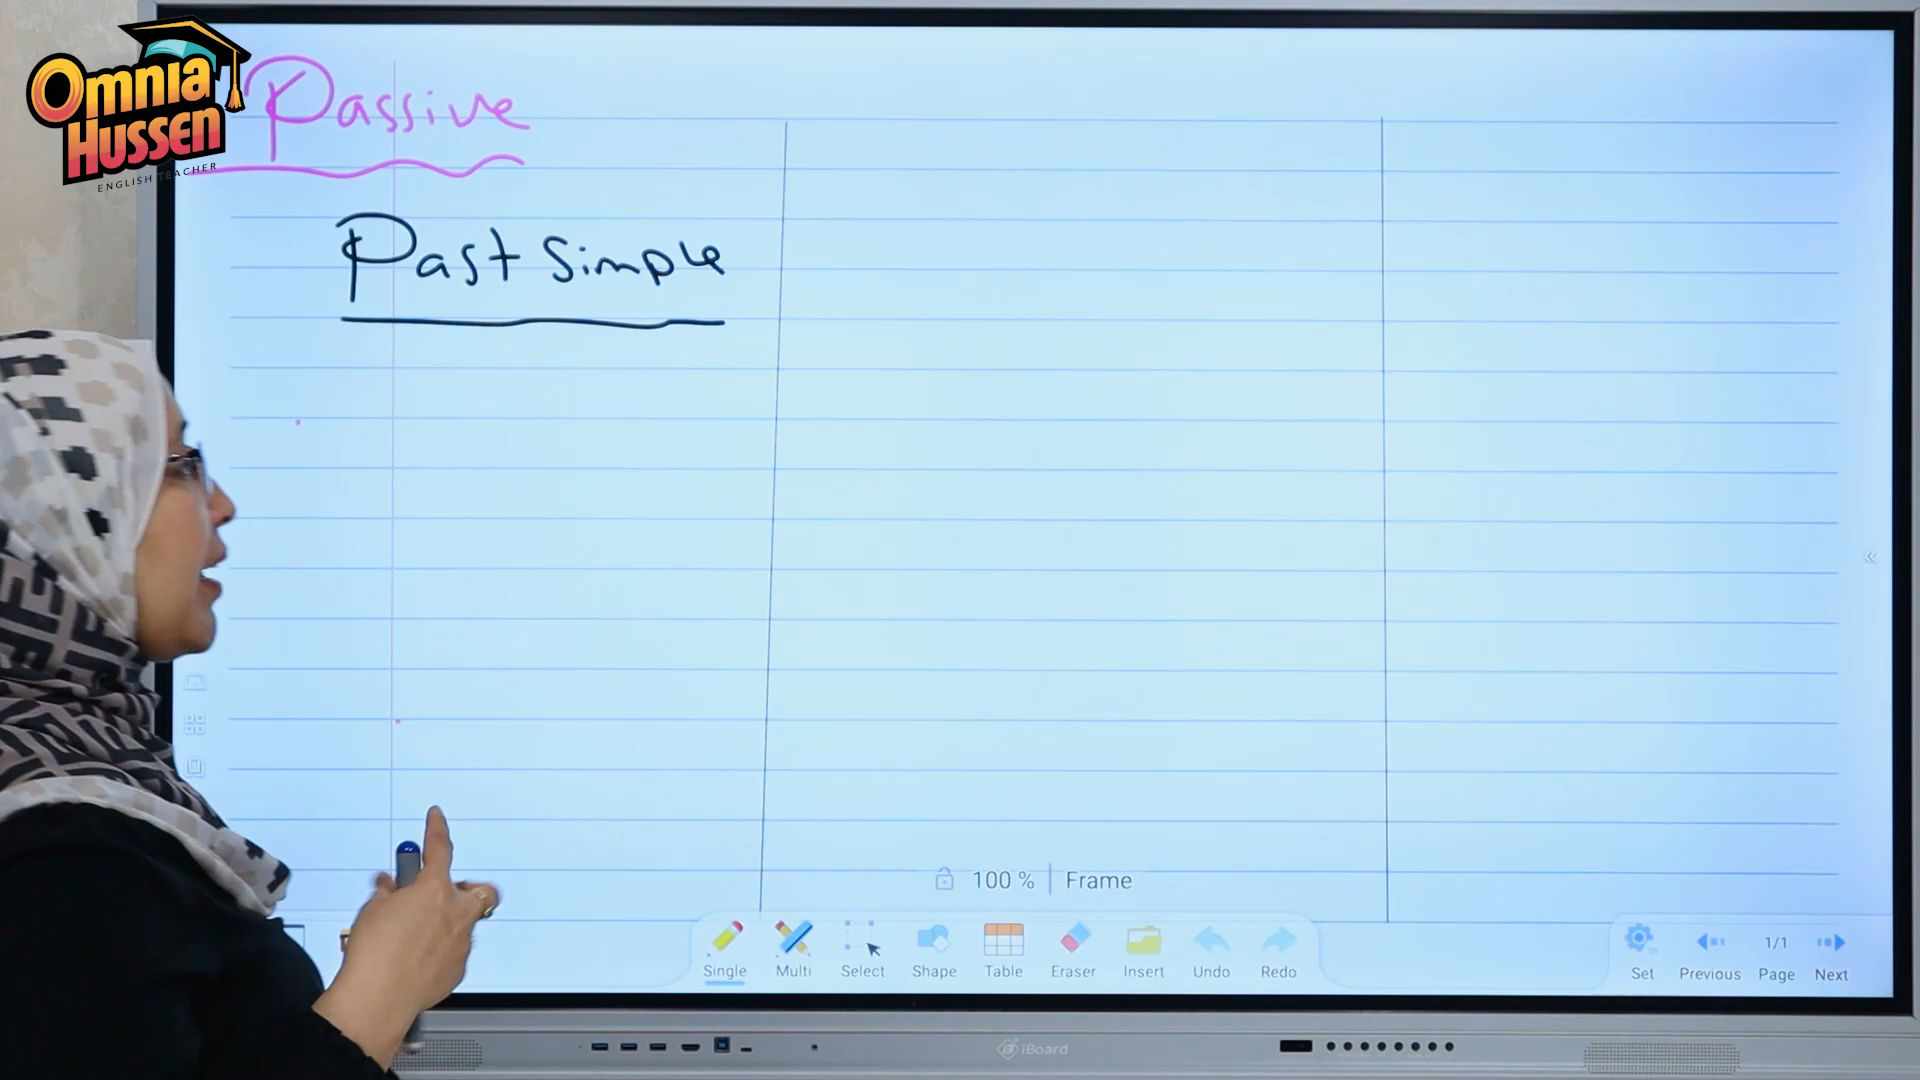 Omnia
Hussen
ENGLISH TEACHER
Passive
Past Simple
100 % Frame
Single Multi Select Shape Table Eraser Insert Undo Redo
Set Previous 1/1 Page Next
iBoard